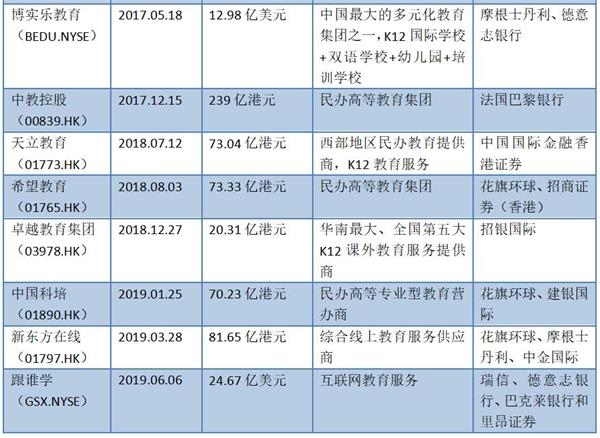 博实乐教育
（BEDU.NYSE）
2017.05.18
12.98 亿美元
中国最大的多元化教育
集团之一，K12 国际学校
+双语学校+幼儿园+培
训学校
摩根士丹利、德意
志银行
中教控股
（00839.HK）
2017.12.15
239 亿港元
民办高等教育集团
法国巴黎银行
天立教育
（01773.HK）
2018.07.12
73.04 亿港元
西部地区民办教育提供
商，K12 教育服务
中国国际金融香
港证券
希望教育
（01765.HK）
2018.08.03
73.33 亿港元
民办高等教育集团
花旗环球、招商证
券（香港）
卓越教育集团
（03978.HK）
2018.12.27
20.31 亿港元
华南最大、全国第五大
K12 课外教育服务提供
商
招银国际
中国科培
（01890.HK）
2019.01.25
70.23 亿港元
民办高等专业型教育营
办商
花旗环球、建银国
际
新东方在线
（01797.HK）
2019.03.28
81.65 亿港元
综合线上教育服务供应
商
花旗环球、摩根士
丹利、中金国际
跟谁学
（GSX.NYSE）
2019.06.06
24.67 亿美元
互联网教育服务
瑞信、德意志银
行、巴克莱银行和
里昂证券